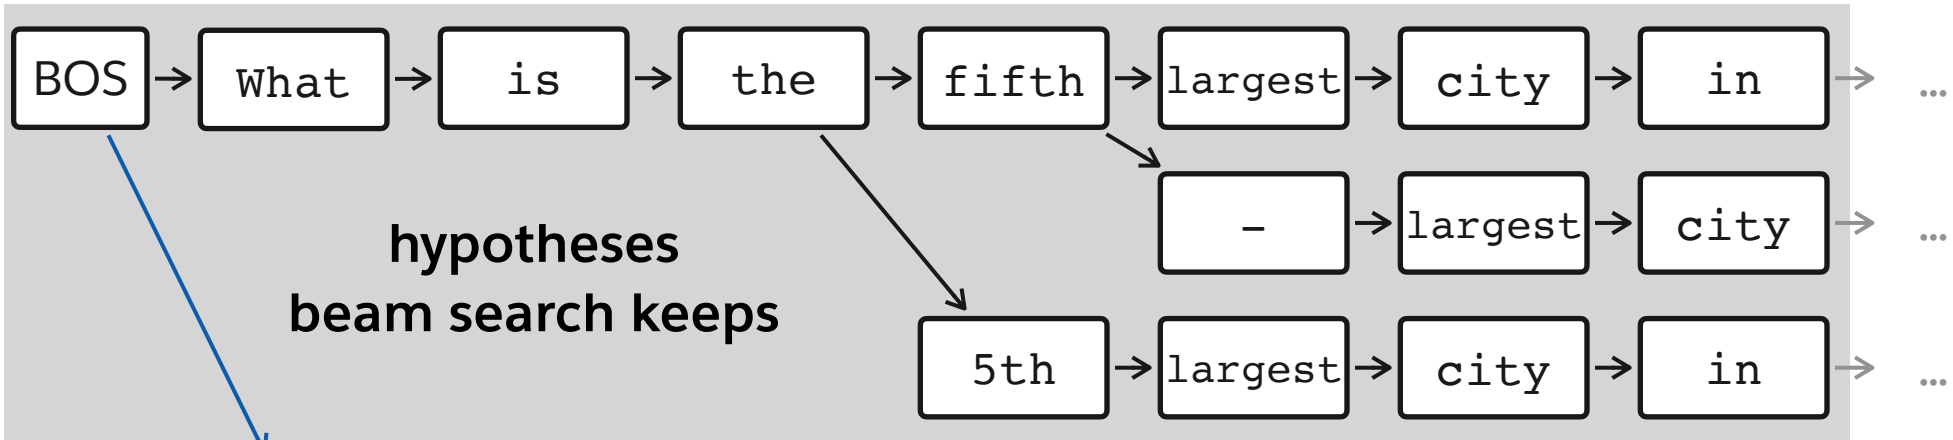 BOS What is the fifth largest city in ...
- largest city ...
hypotheses
beam search keeps
5th largest city in ...